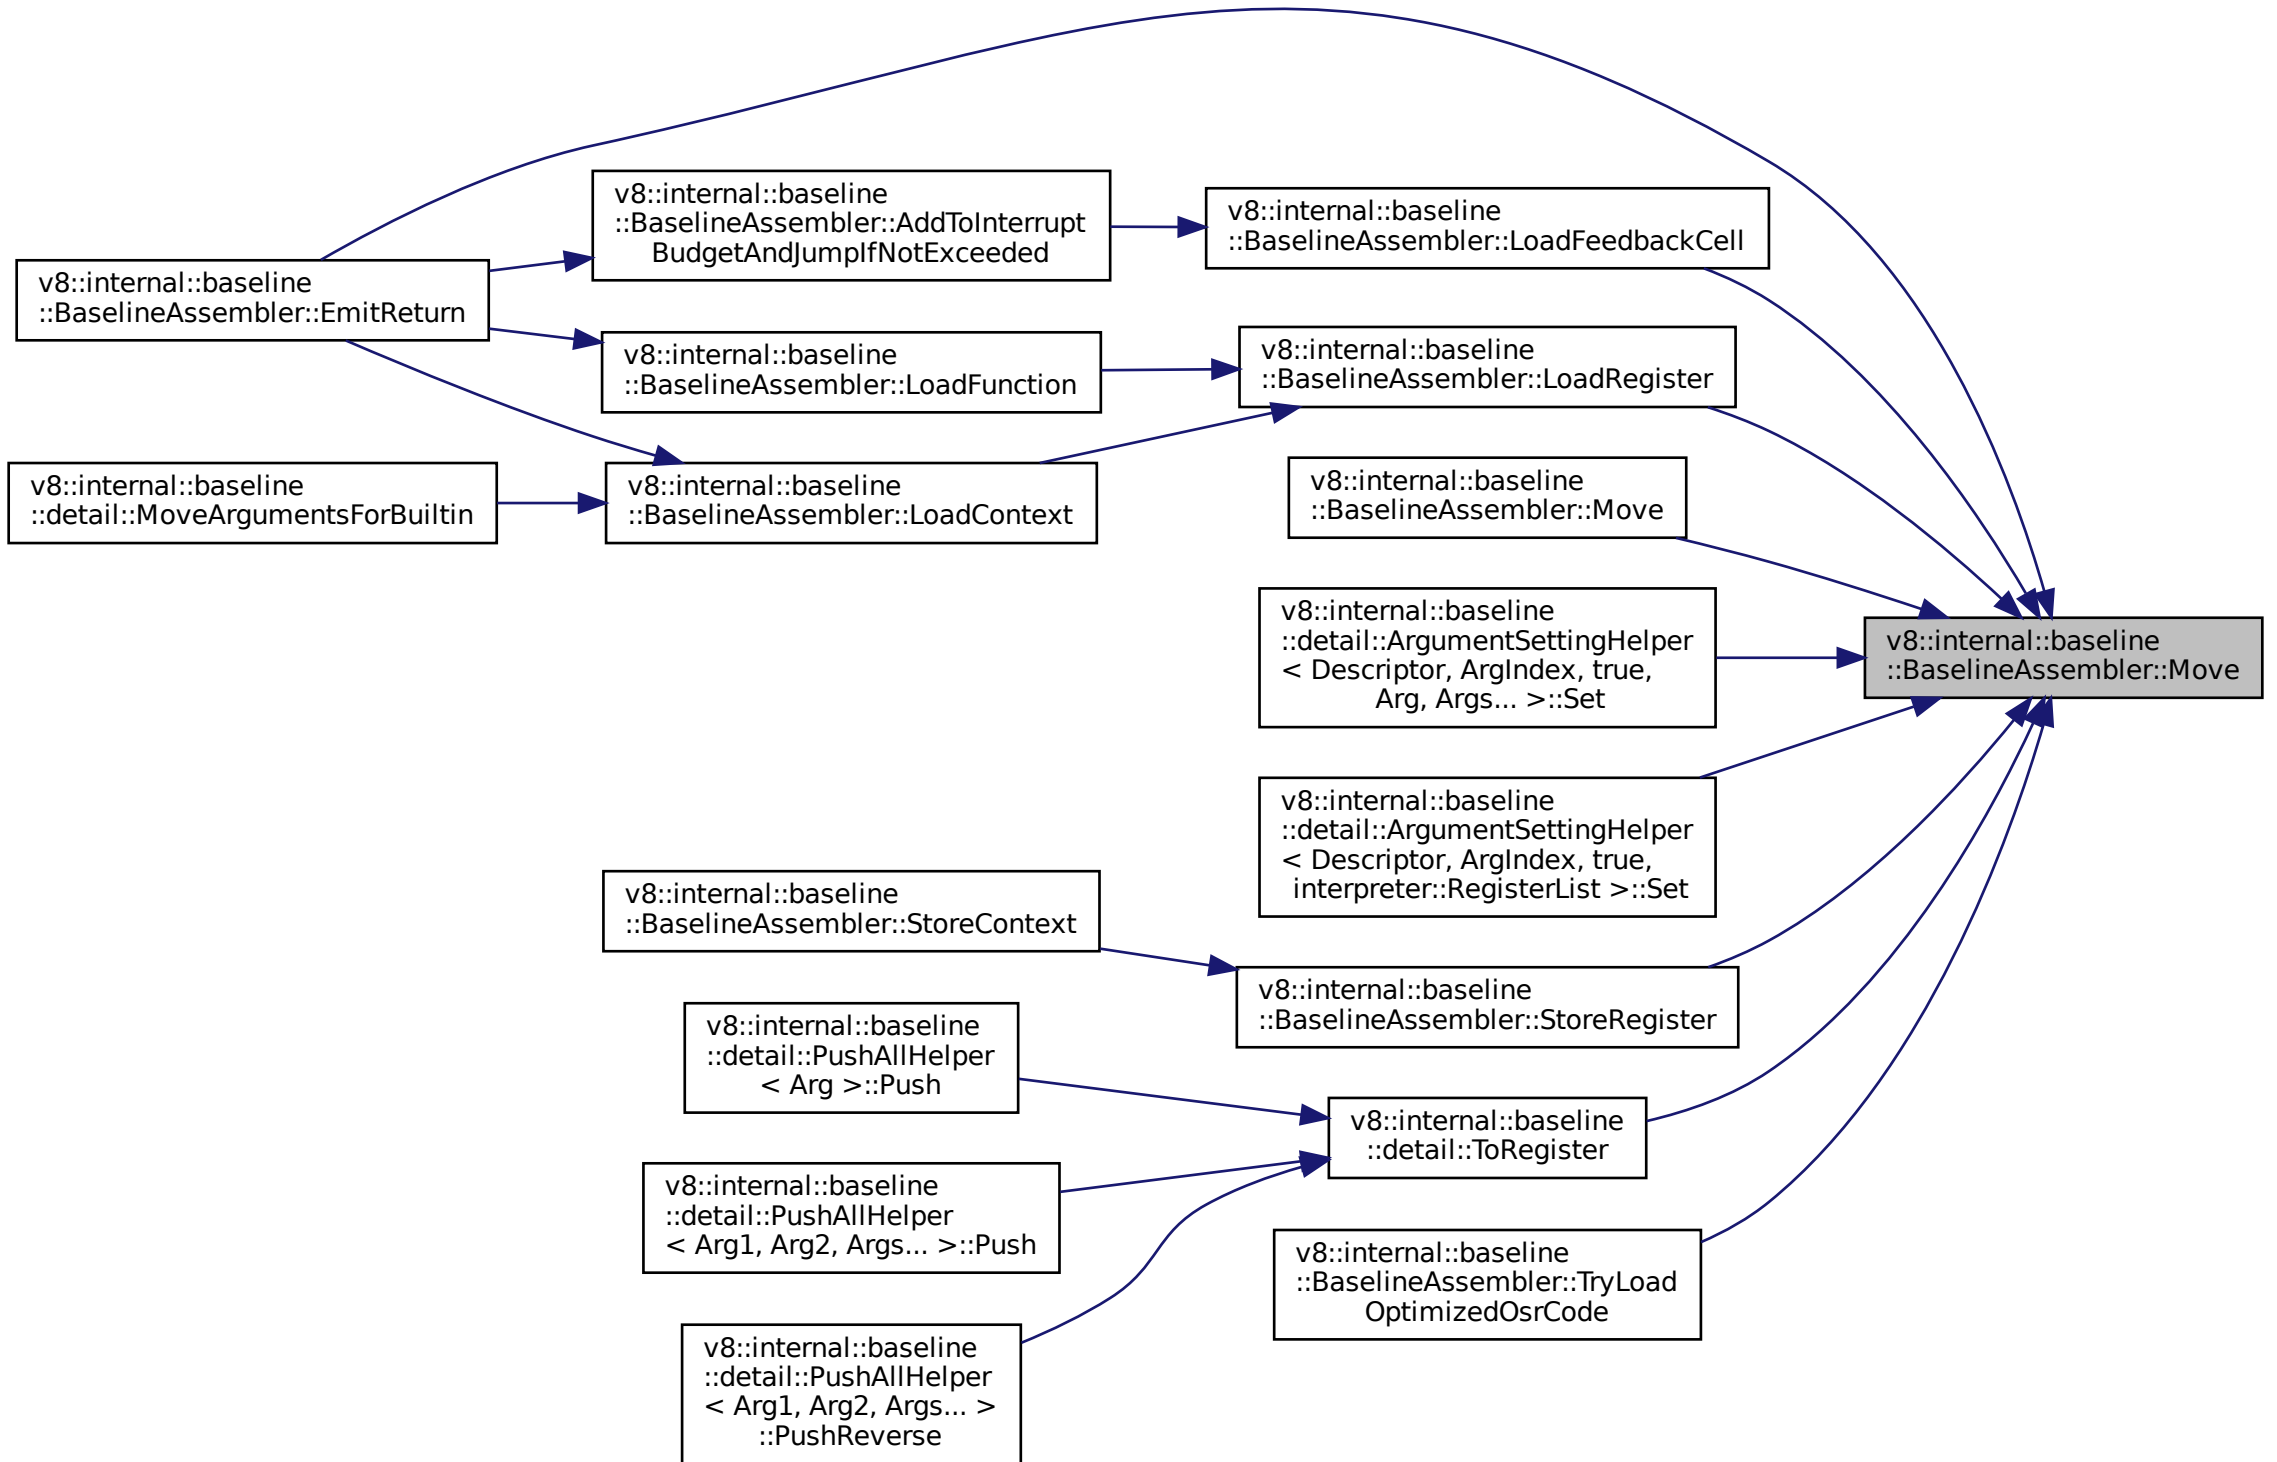 v8::internal::baseline
::BaselineAssembler::AddToInterrupt
BudgetAndJumpIfNotExceeded
v8::internal::baseline
::BaselineAssembler::LoadFeedbackCell
v8::internal::baseline
::BaselineAssembler::EmitReturn
v8::internal::baseline
::BaselineAssembler::LoadFunction
v8::internal::baseline
::BaselineAssembler::LoadRegister
v8::internal::baseline
::detail::MoveArgumentsForBuiltin
v8::internal::baseline
::BaselineAssembler::LoadContext
v8::internal::baseline
::BaselineAssembler::Move
v8::internal::baseline
::detail::ArgumentSettingHelper
< Descriptor, ArgIndex, true,
Arg, Args... >::Set
v8::internal::baseline
::BaselineAssembler::Move
v8::internal::baseline
::detail::ArgumentSettingHelper
< Descriptor, ArgIndex, true,
interpreter::RegisterList >::Set
v8::internal::baseline
::BaselineAssembler::StoreContext
v8::internal::baseline
::BaselineAssembler::StoreRegister
v8::internal::baseline
::detail::PushAllHelper
< Arg >::Push
v8::internal::baseline
::detail::ToRegister
v8::internal::baseline
::detail::PushAllHelper
< Arg1, Arg2, Args... >::Push
v8::internal::baseline
::BaselineAssembler::TryLoad
OptimizedOsrCode
v8::internal::baseline
::detail::PushAllHelper
< Arg1, Arg2, Args... >
::PushReverse